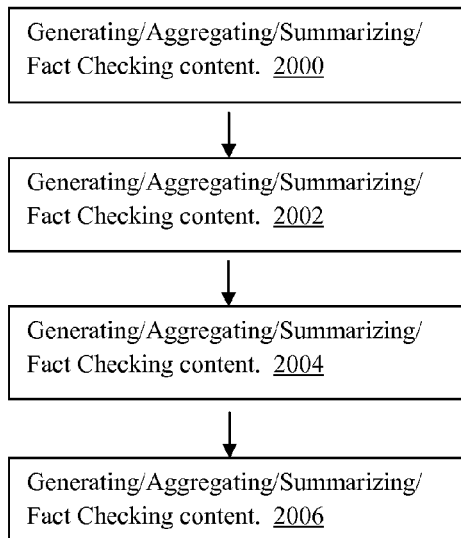 Generating/Aggregating/Summarizing/
Fact Checking content. 2000
Generating/Aggregating/Summarizing/
Fact Checking content. 2002
Generating/Aggregating/Summarizing/
Fact Checking content. 2004
Generating/Aggregating/Summarizing/
Fact Checking content. 2006